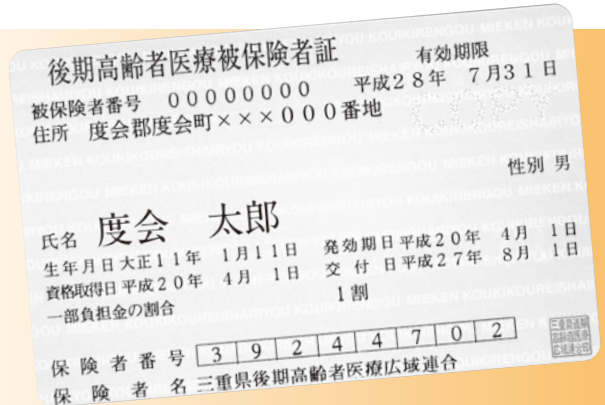 後期高齢者医療被保険者証
有効期限
平成28年 7月31日
被保険者番号 00000000
住所 度会郡度会町×××000番地
COPY
性別 男
氏名 度会 太郎
生年月日 大正11年 1月11日
発効期日 平成20年 4月 1日
資格取得日 平成20年 4月 1日
交付日 平成27年 8月 1日
一部負担金の割合
1割
保険者番号 39244702
保険者名 三重県後期高齢者医療広域連合